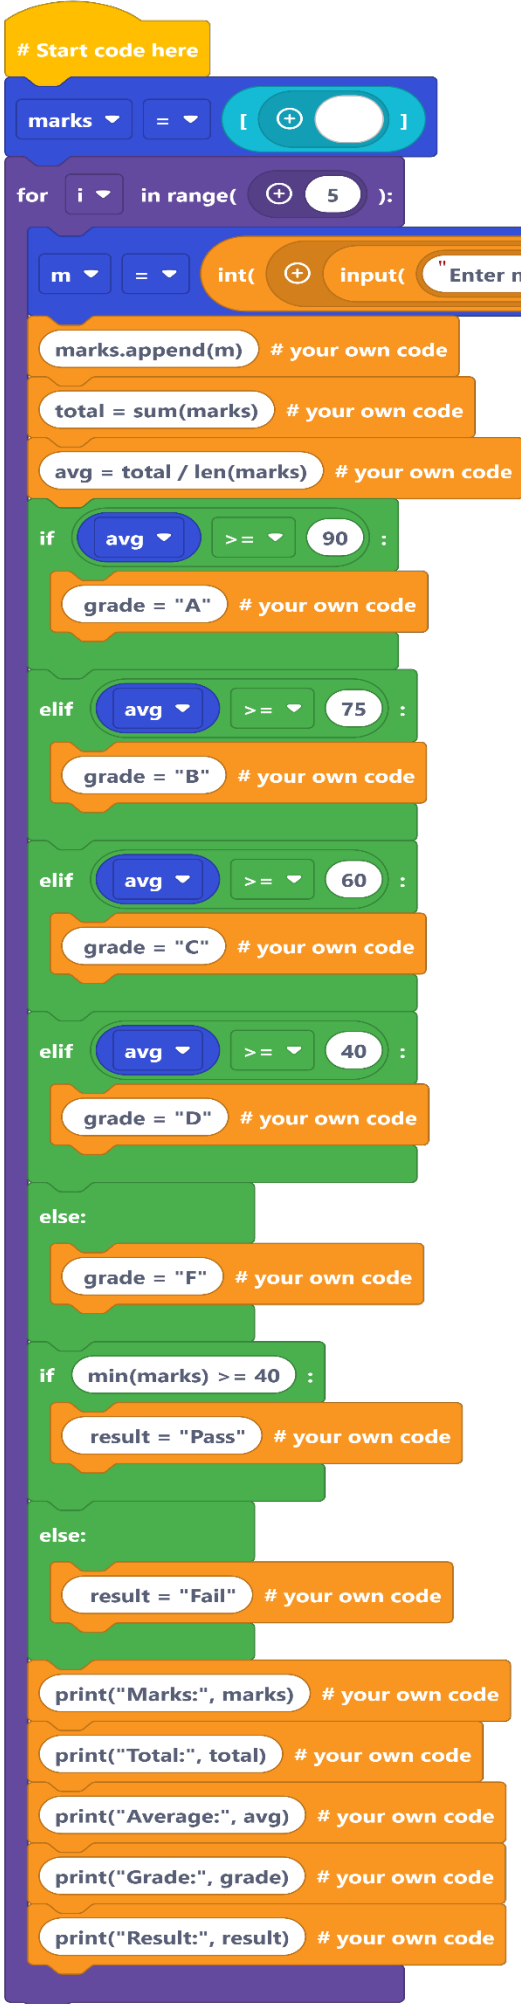 # Start code here
marks = [ ]
for i in range( 5 ):
m = int( input( "Enter
marks.append(m) # your own code
total = sum(marks) # your own code
avg = total / len(marks) # your own code
if avg >= 90 :
grade = "A" # your own code
elif avg >= 75 :
grade = "B" # your own code
elif avg >= 60 :
grade = "C" # your own code
elif avg >= 40 :
grade = "D" # your own code
else:
grade = "F" # your own code
if min(marks) >= 40 :
result = "Pass" # your own code
else:
result = "Fail" # your own code
print("Marks:", marks) # your own code
print("Total:", total) # your own code
print("Average:", avg) # your own code
print("Grade:", grade) # your own code
print("Result:", result) # your own code